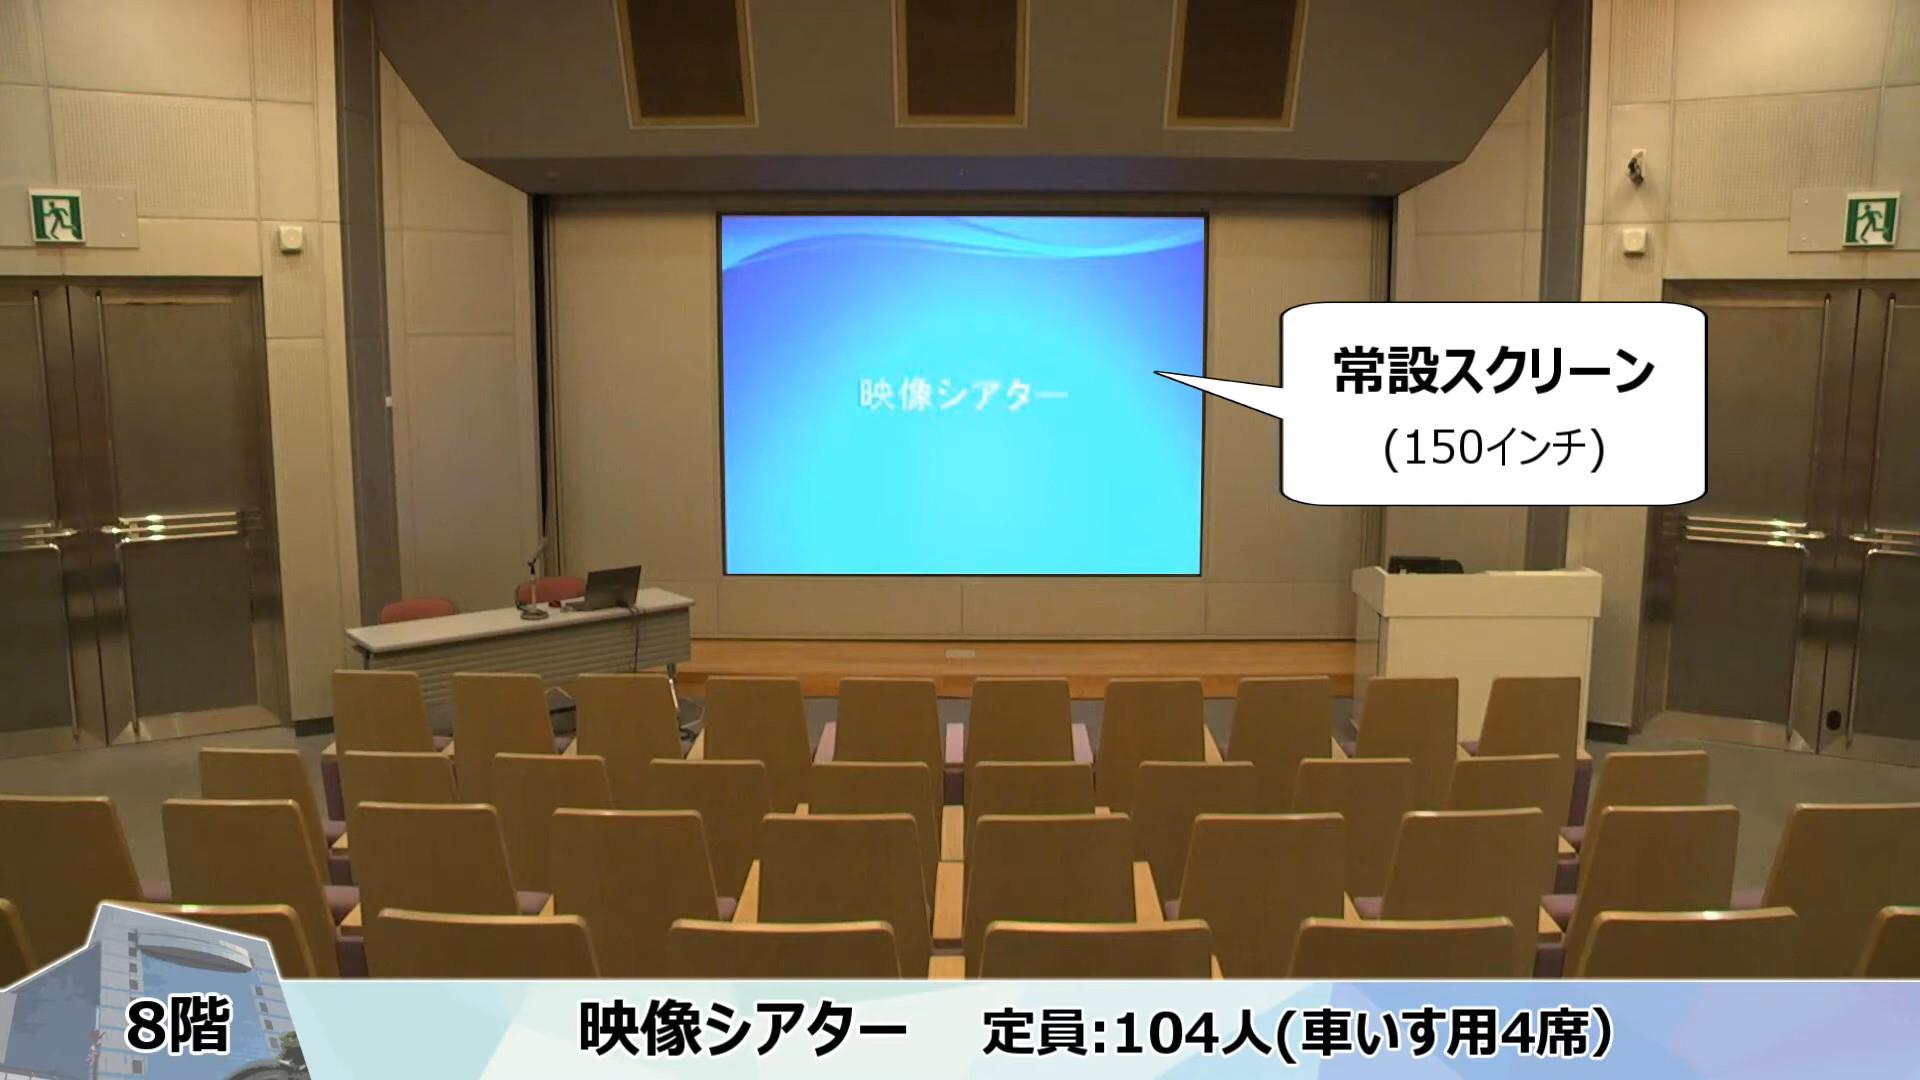 映像シアター
常設スクリーン
(150インチ)
8階
映像シアター 定員:104人(車いす用4席)